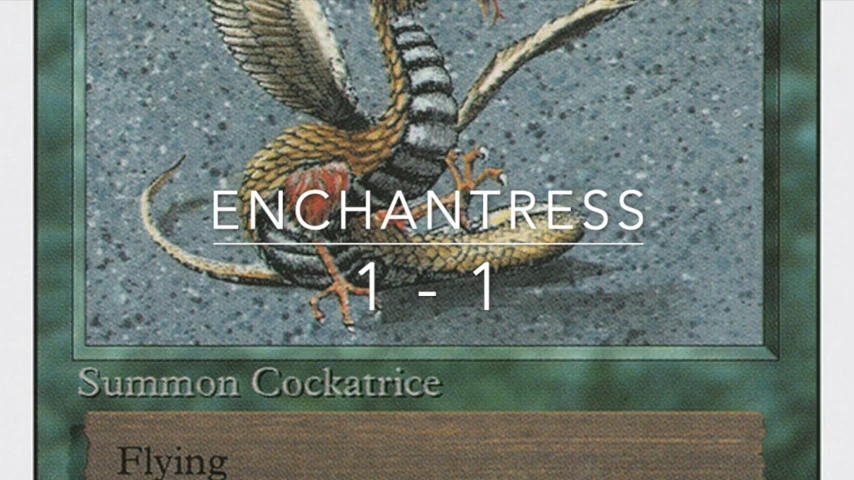 ENCHANTRESS
1 - 1
Summon Cockatrice
Flying